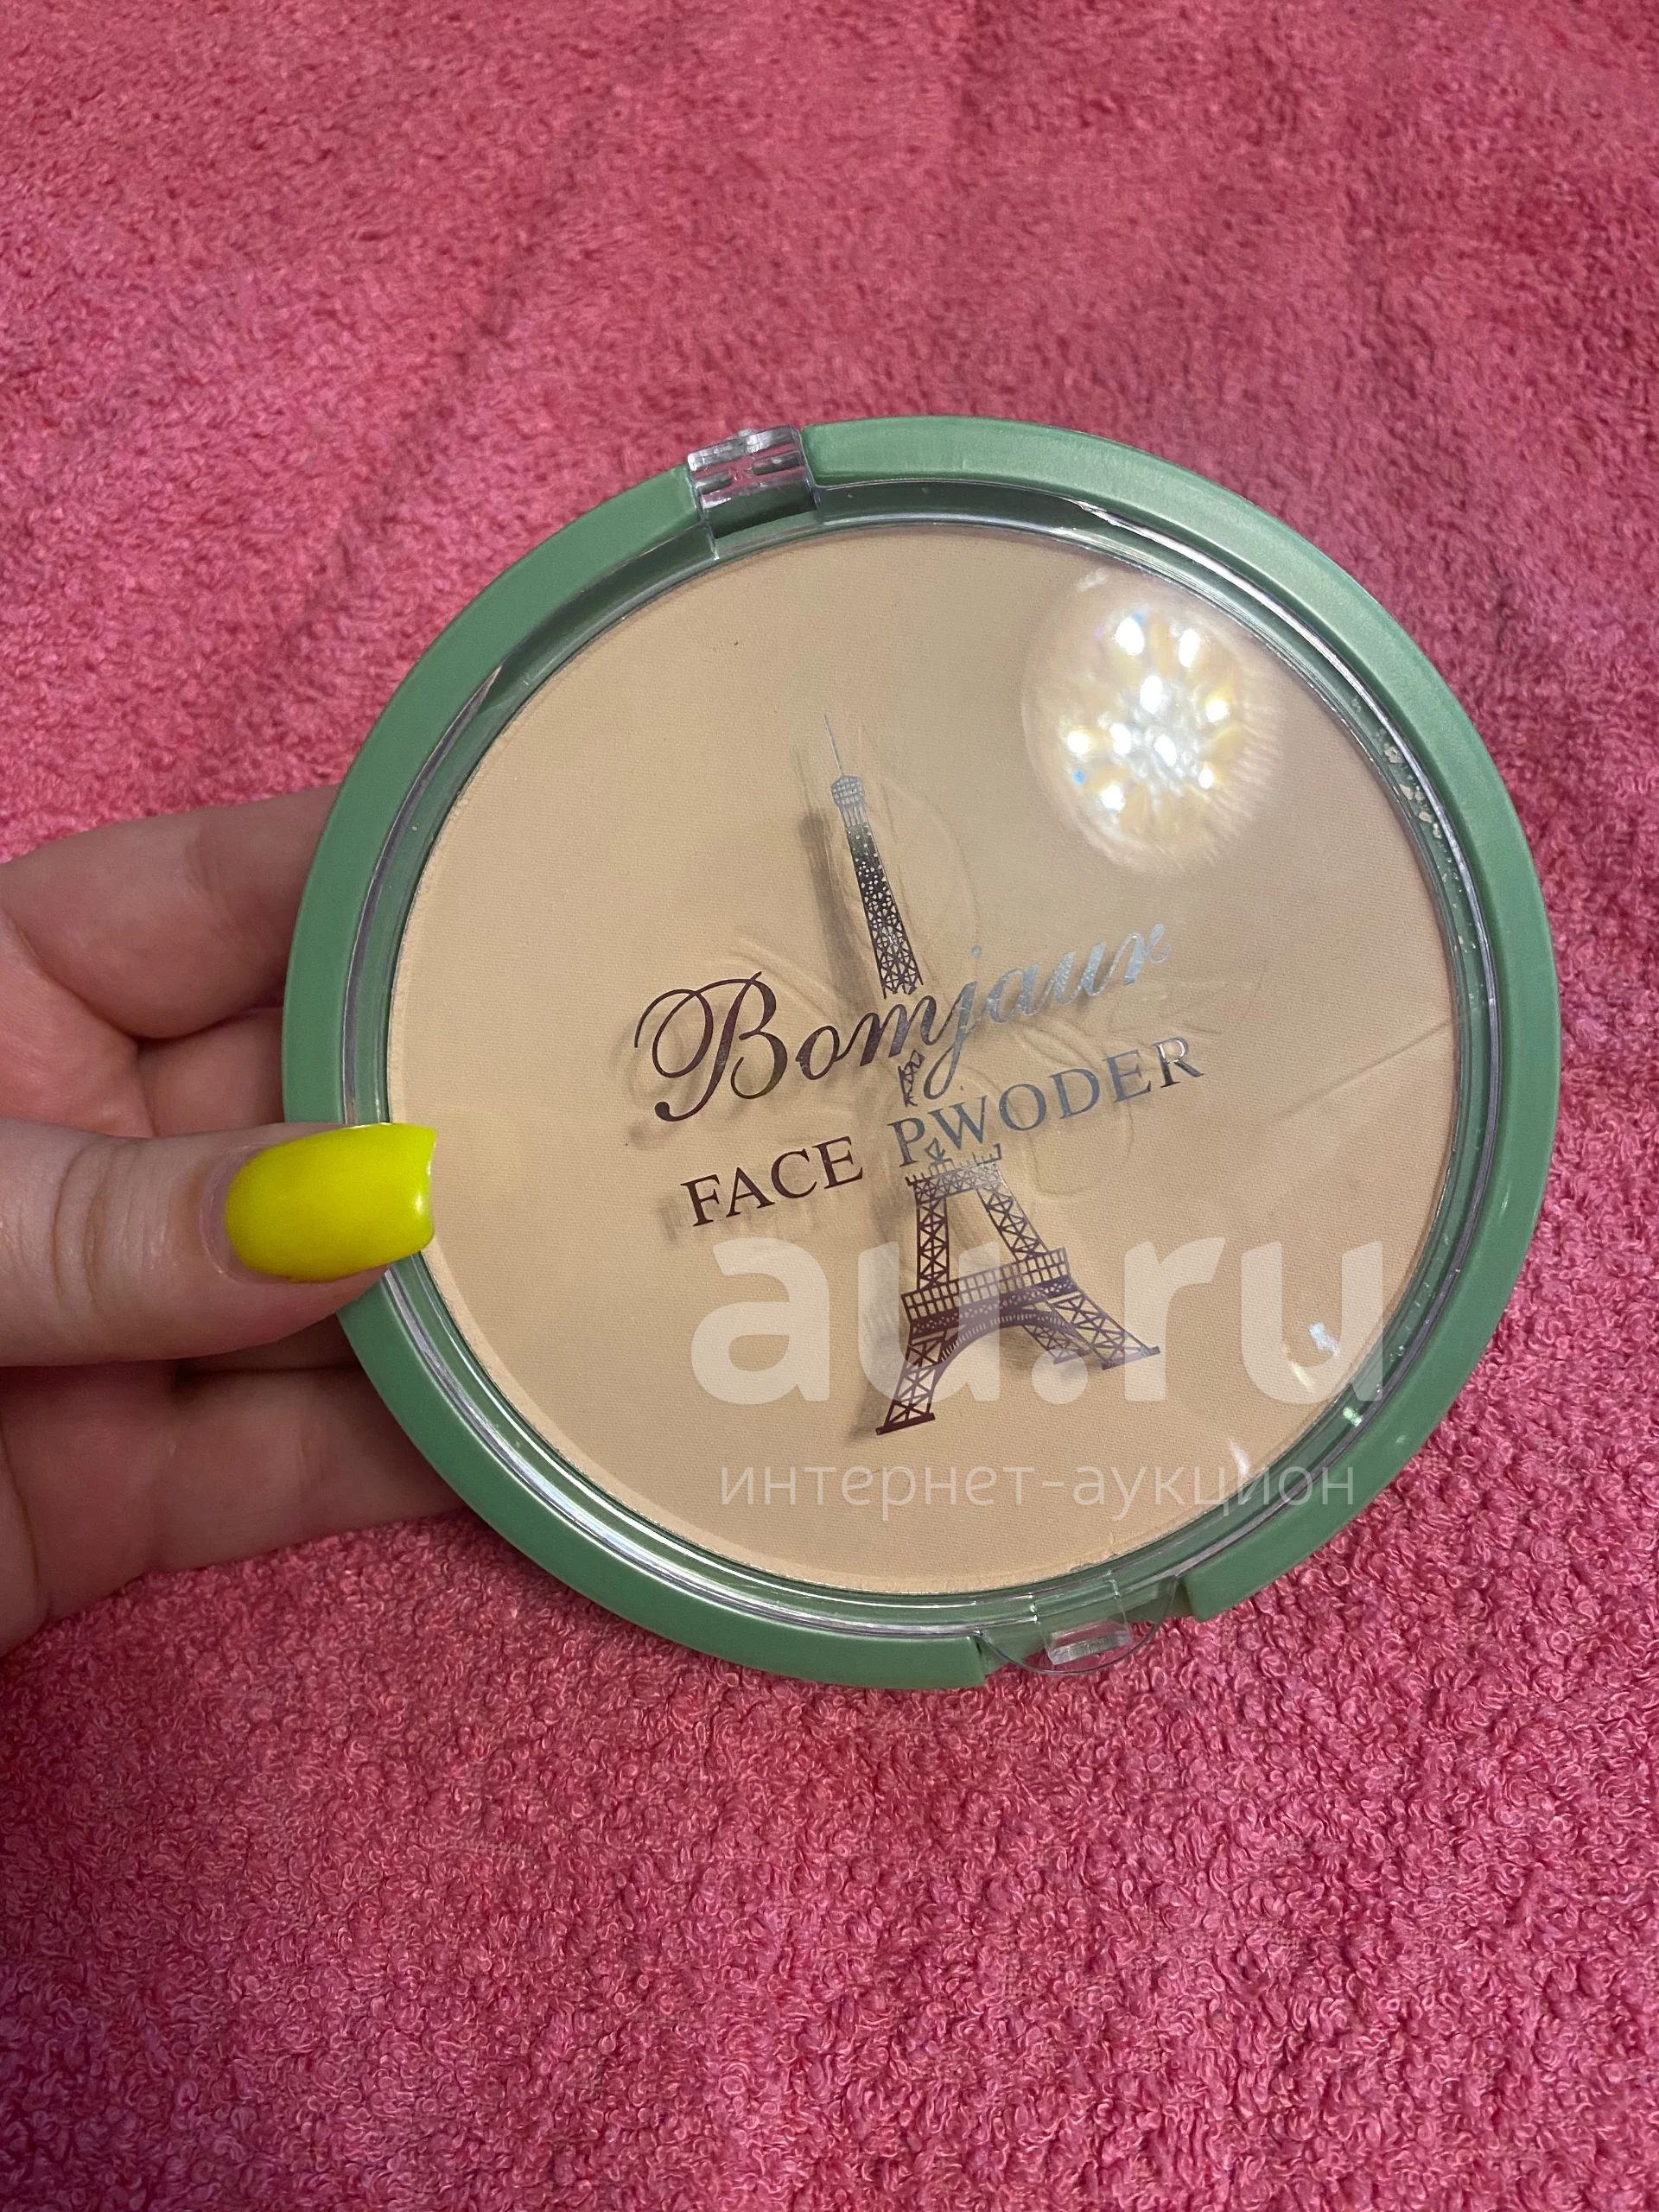 Bomjaur
FACE PWODER
au.ru
интернет-аукцион